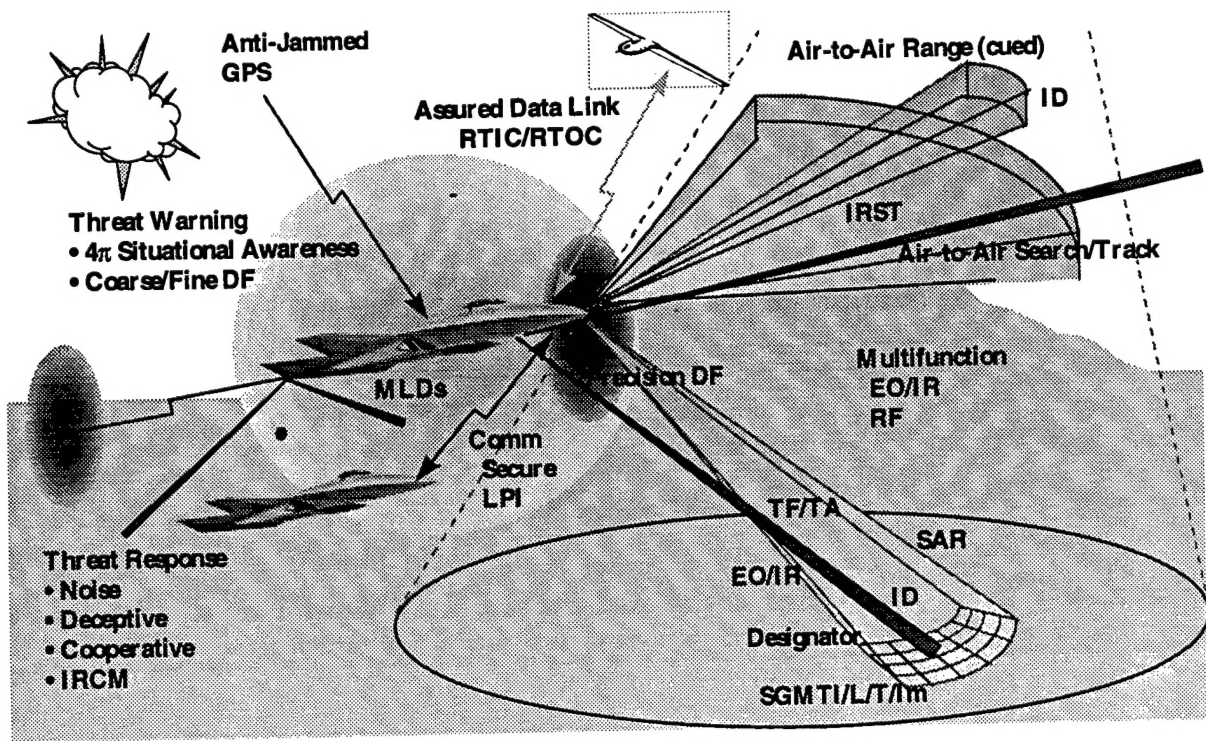 Anti-Jammed
GPS
Assured Data Link
RTIC/RTOC
Air-to-Air Range (cued)
ID
Threat Warning
• 4π Situational Awareness
• Coarse/Fine DF
IRST
Air-to-Air Search/Track
MLDs
Precision DF
Multifunction
EO/IR
RF
Comm
Secure
LPI
TF/TA
SAR
EO/IR
ID
Designator
SGMTI/L/T/Im
Threat Response
• Noise
• Deceptive
• Cooperative
• IRCM